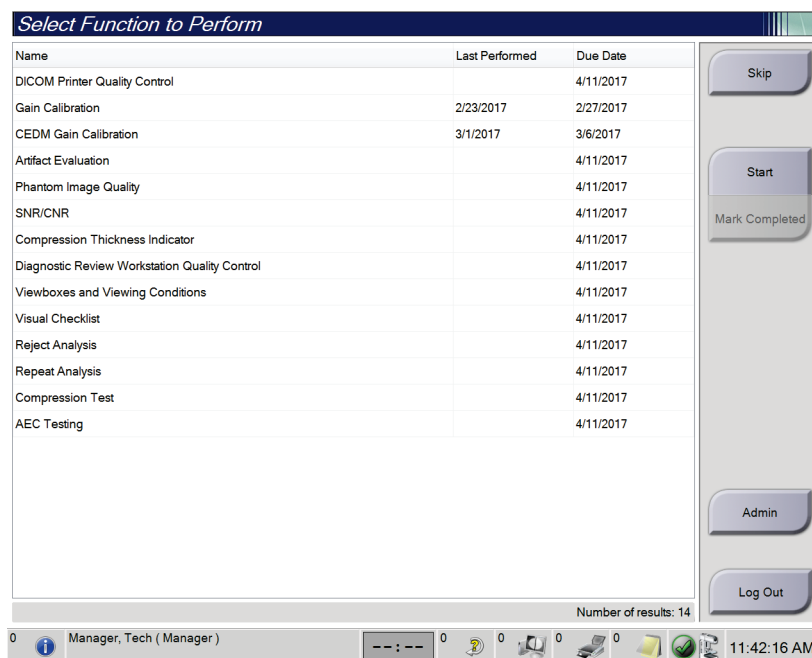 Select Function to Perform
Name Last Performed Due Date
DICOM Printer Quality Control 4/11/2017
Gain Calibration 2/23/2017 2/27/2017
CEDM Gain Calibration 3/1/2017 3/6/2017
Artifact Evaluation 4/11/2017
Phantom Image Quality 4/11/2017
SNR/CNR 4/11/2017
Compression Thickness Indicator 4/11/2017
Diagnostic Review Workstation Quality Control 4/11/2017
Viewboxes and Viewing Conditions 4/11/2017
Visual Checklist 4/11/2017
Reject Analysis 4/11/2017
Repeat Analysis 4/11/2017
Compression Test 4/11/2017
AEC Testing 4/11/2017
Number of results: 14
Skip
Start
Mark Completed
Admin
Log Out
0 Manager, Tech ( Manager ) --:-- 0 0 0 0 11:42:16 AM